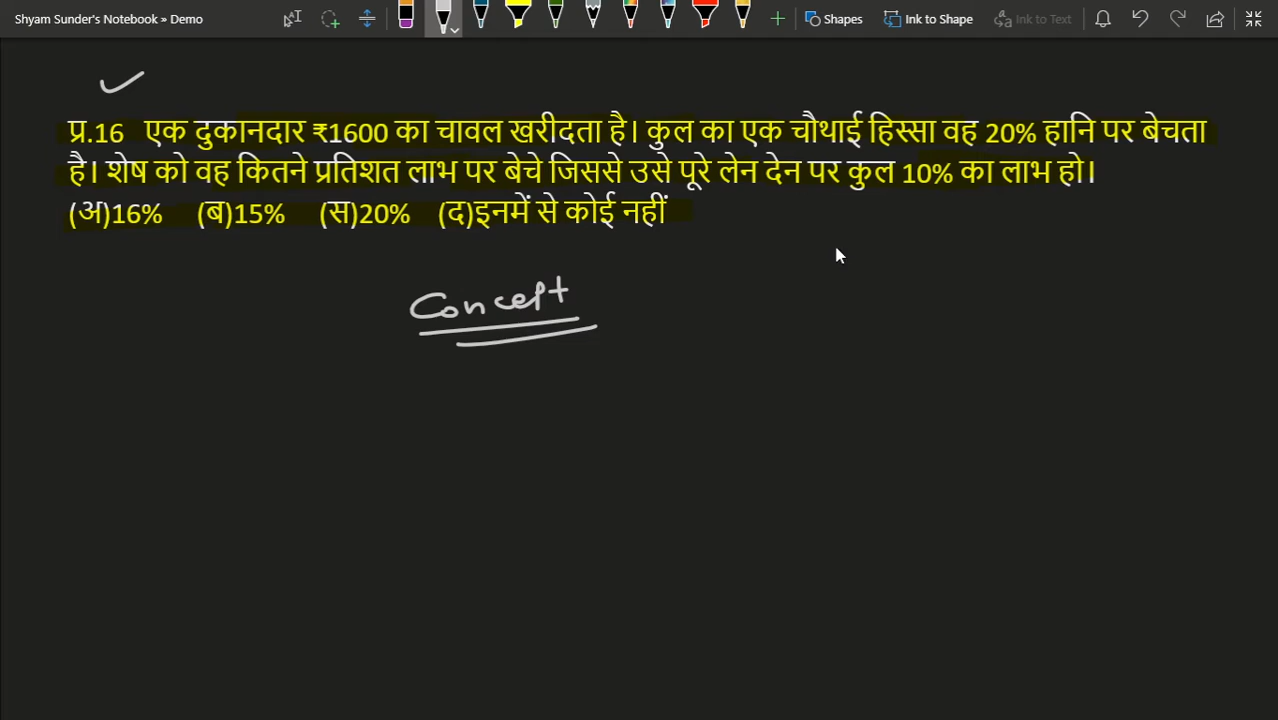 Shyam Sunder's Notebook » Demo
Shapes
Ink to Shape
Ink to Text
प्र.16 एक दुकानदार ₹1600 का चावल खरीदता है। कुल का एक चौथाई हिस्सा वह 20% हानि पर बेचता
है। शेष को वह कितने प्रतिशत लाभ पर बेचे जिससे उसे पूरे लेन देन पर कुल 10% का लाभ हो।
(अ)16% (ब)15% (स)20% (द)इनमें से कोई नहीं
Concept